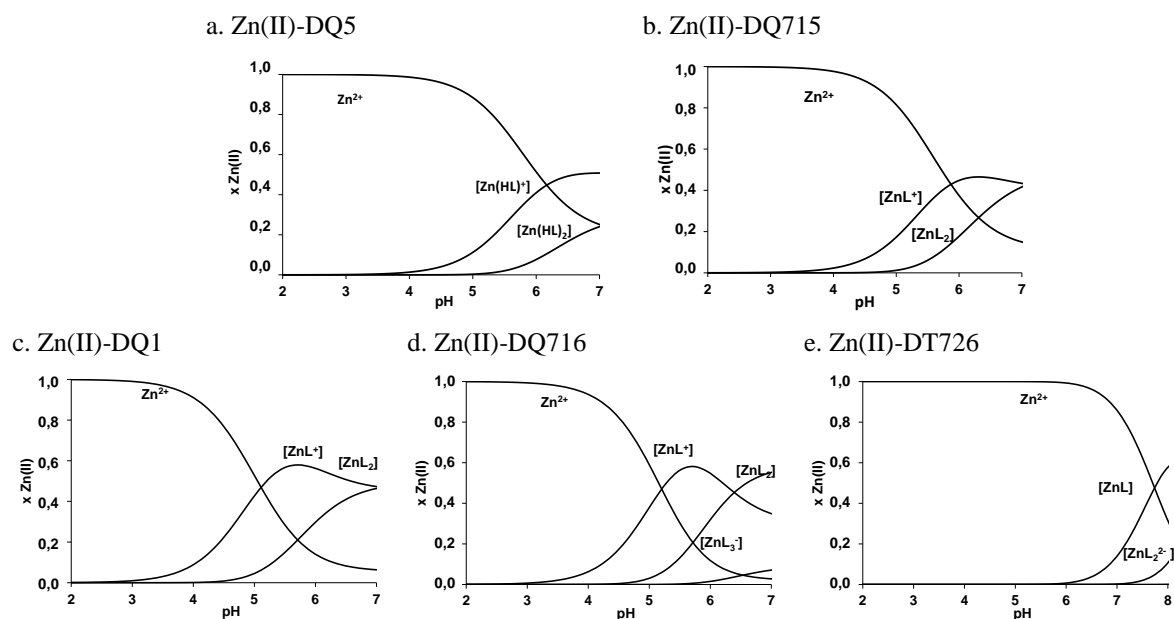 a. Zn(II)-DQ5
b. Zn(II)-DQ715
1,0
0,8
0,6
0,4
0,2
0,0
x Zn(II)
Zn²⁺
[Zn(HL)⁺]
[Zn(HL)₂]
2 3 4 5 6 7
pH
1,0
0,8
0,6
0,4
0,2
0,0
x Zn(II)
Zn²⁺
[ZnL⁺]
[ZnL₂]
2 3 4 5 6 7
pH
c. Zn(II)-DQ1
d. Zn(II)-DQ716
e. Zn(II)-DT726
1,0
0,8
0,6
0,4
0,2
0,0
x Zn(II)
Zn²⁺
[ZnL⁺]
[ZnL₂]
2 3 4 5 6 7
pH
1,0
0,8
0,6
0,4
0,2
0,0
x Zn(II)
Zn²⁺
[ZnL⁺]
[ZnL₂]
[ZnL₃⁻]
2 3 4 5 6 7
pH
1,0
0,8
0,6
0,4
0,2
0,0
x Zn(II)
Zn²⁺
[ZnL]
[ZnL₂²⁻]
2 3 4 5 6 7 8
pH